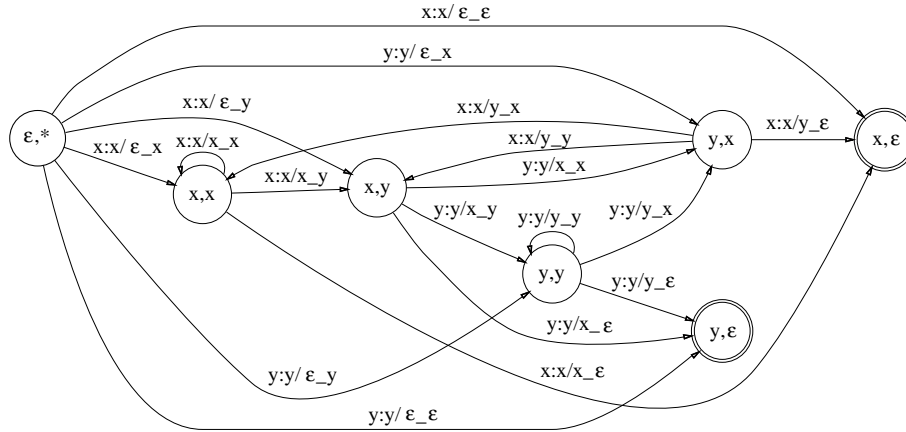 x:x/ ε_ε
y:y/ ε_x
x:x/ ε_y
x:x/y_x
ε,*
x:x/ ε_x
x:x/x_x
x:x/y_y
y,x
x:x/y_ε
x,ε
x,x
x:x/x_y
x,y
y:y/x_x
y:y/x_y
y:y/y_y
y:y/y_x
y,y
y:y/y_ε
y:y/x_ε
y,ε
y:y/ ε_y
x:x/x_ε
y:y/ ε_ε